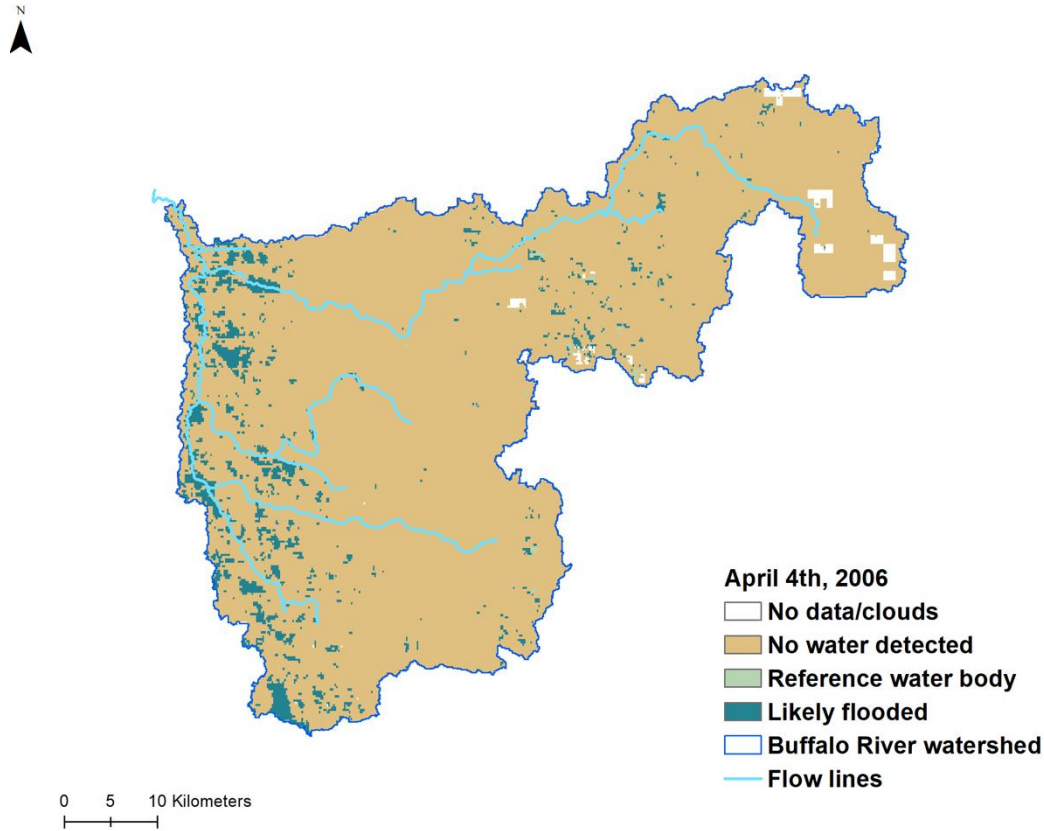 N
April 4th, 2006
No data/clouds
No water detected
Reference water body
Likely flooded
Buffalo River watershed
Flow lines
0 5 10 Kilometers